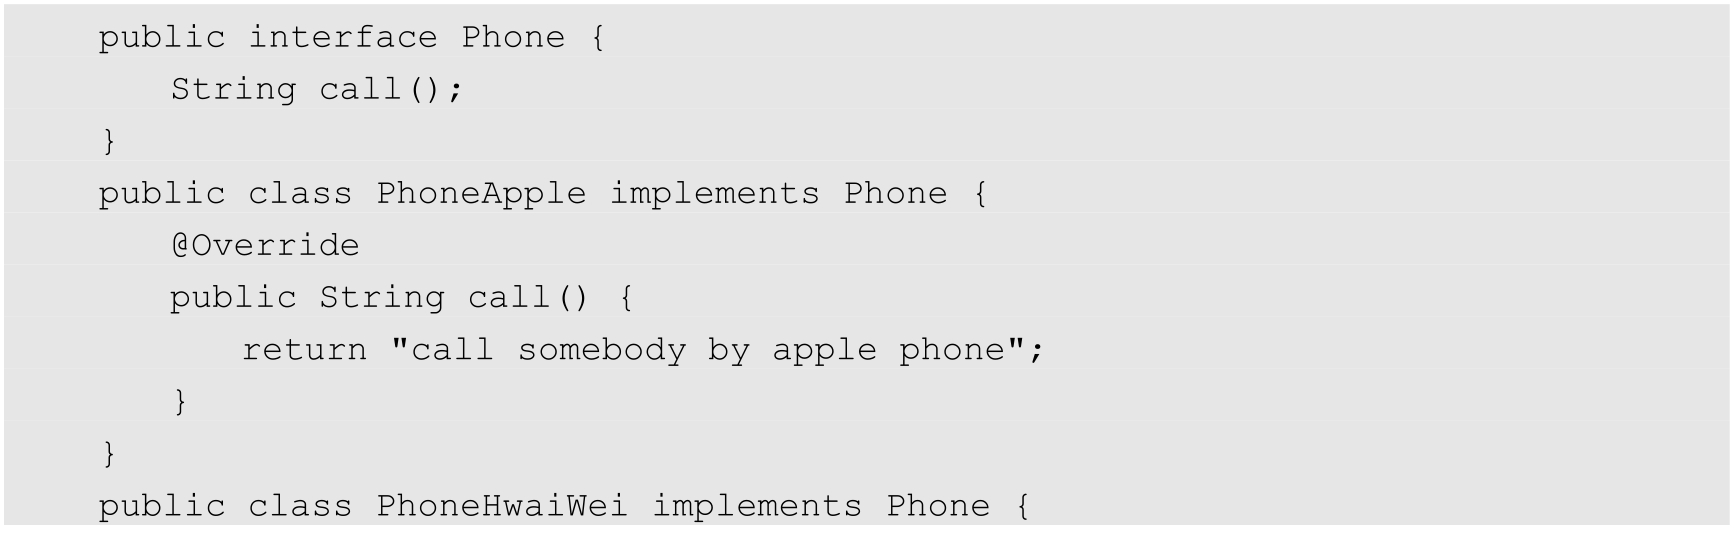 public interface Phone {
    String call();
}
public class PhoneApple implements Phone {
    @Override
    public String call() {
        return "call somebody by apple phone";
    }
}
public class PhoneHwaiWei implements Phone {